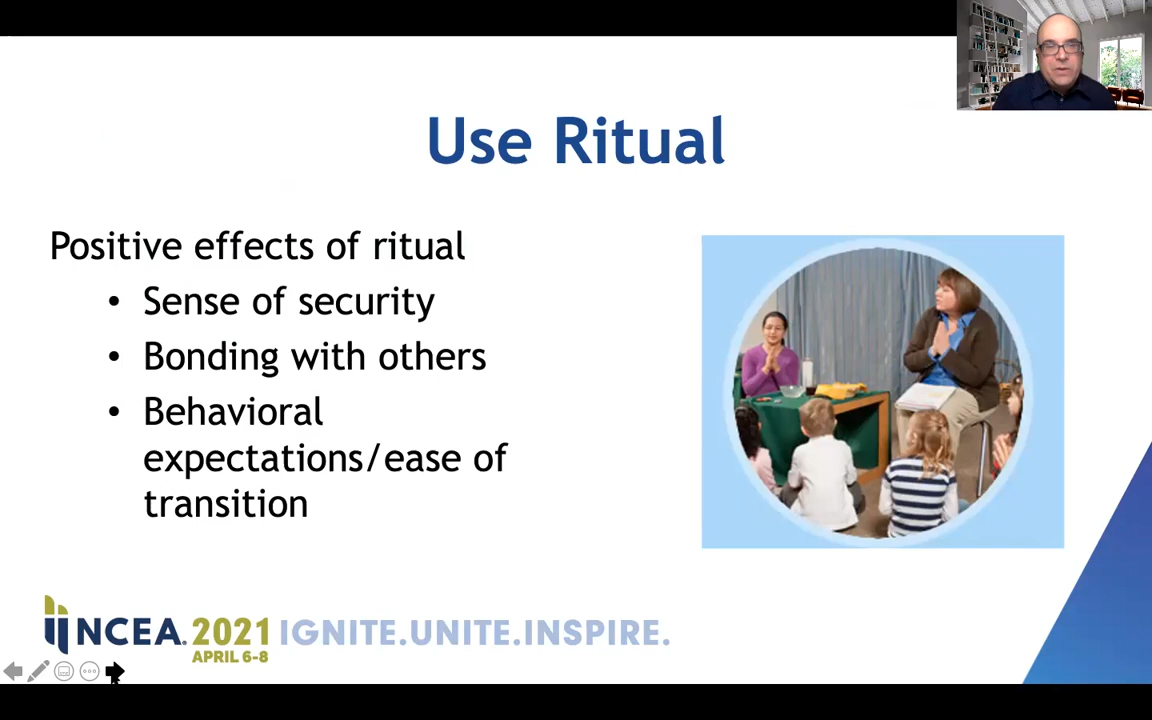 Use Ritual
Positive effects of ritual
• Sense of security
• Bonding with others
• Behavioral
expectations/ease of
transition
NCEA. 2021 IGNITE.UNITE.INSPIRE.
APRIL 6-8